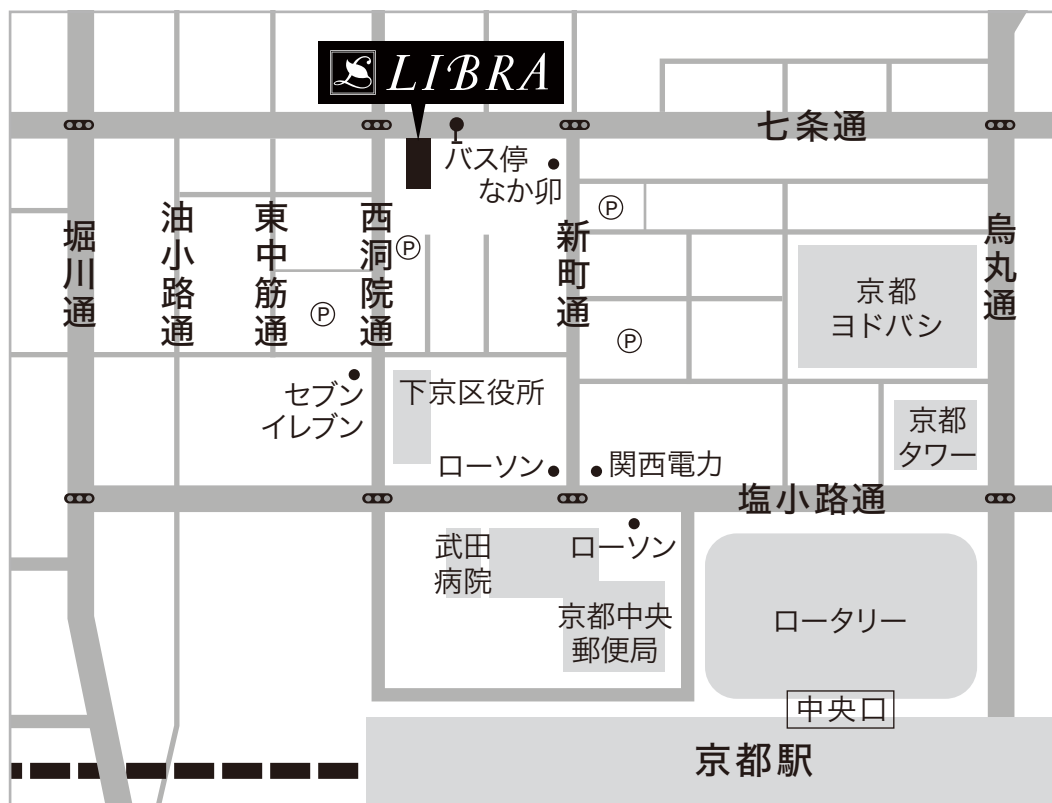 LIBRA
七条通
バス停
なか卯
Ⓟ
堀川通
油小路通
東中筋通
西洞院通
Ⓟ
新町通
烏丸通
京都
ヨドバシ
Ⓟ
Ⓟ
セブン
イレブン
下京区役所
京都
タワー
ローソン
関西電力
塩小路通
武田
病院
ローソン
京都中央
郵便局
ロータリー
中央口
京都駅